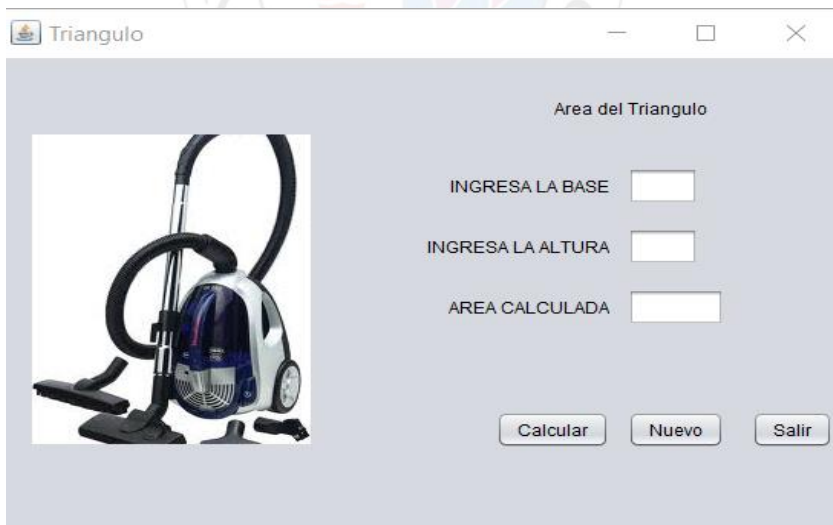 Triangulo
Area del Triangulo
INGRESA LA BASE
INGRESA LA ALTURA
AREA CALCULADA
Calcular Nuevo Salir